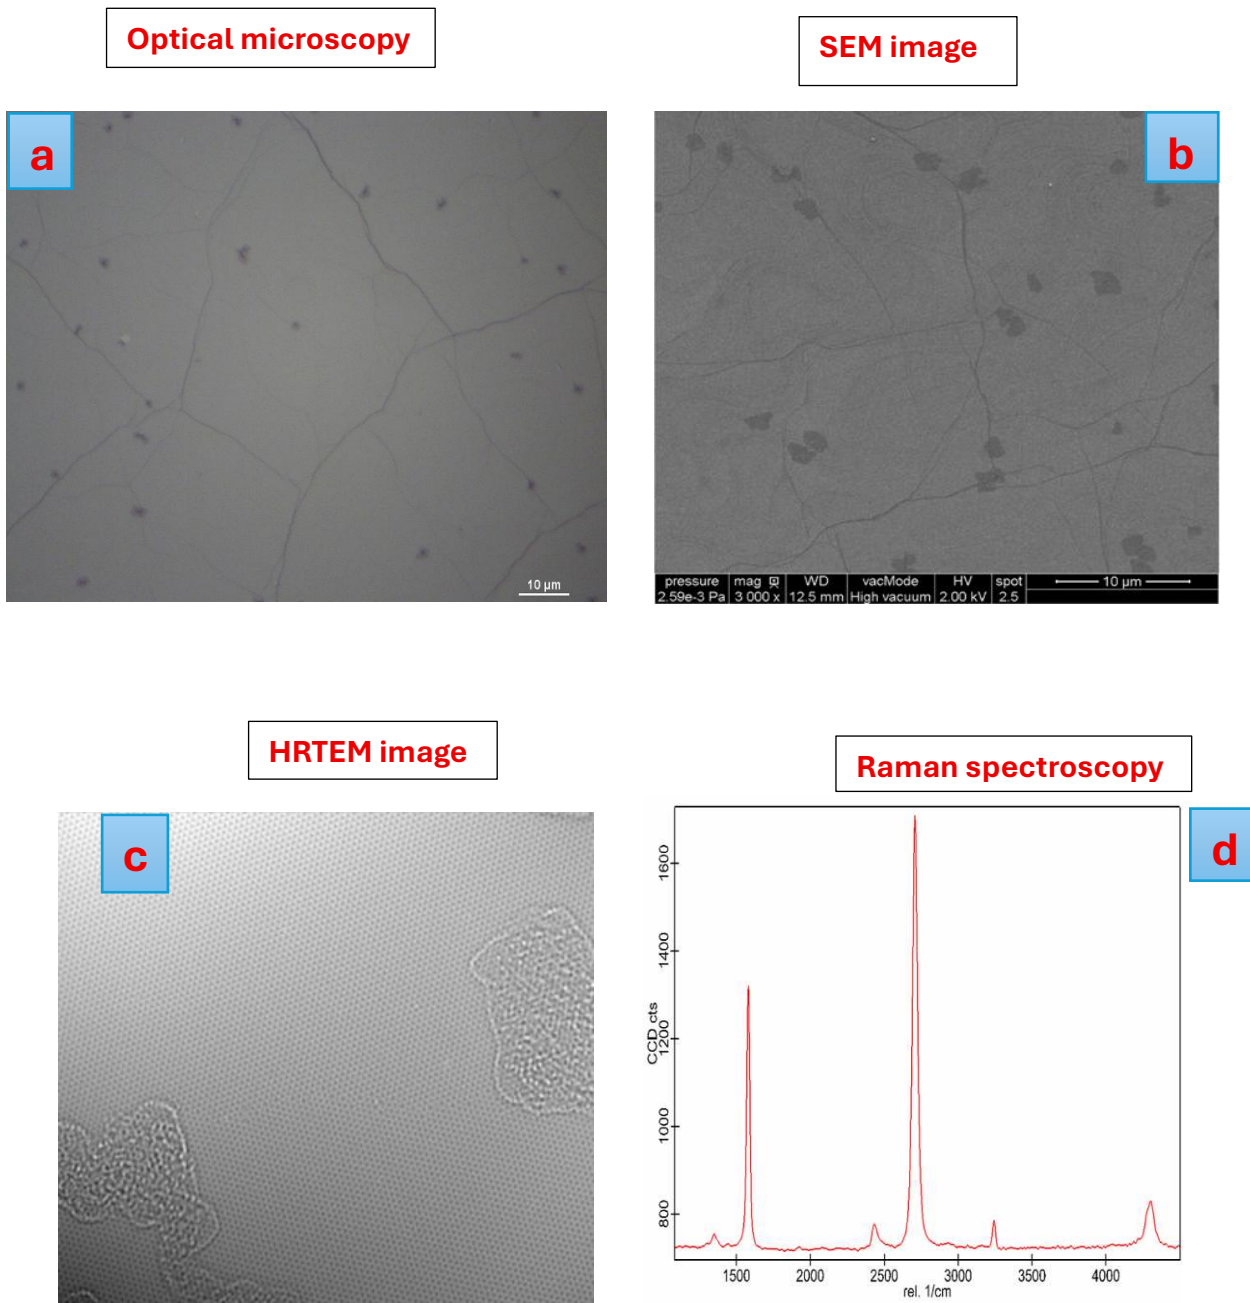 Optical microscopy
SEM image
a
b
10 µm
pressure mag WD vacMode HV spot
2.59e-3 Pa 3 000 x 12.5 mm High vacuum 2.00 kV 2.5
10 µm
HRTEM image
Raman spectroscopy
c
d
1600
1400
1200
1000
800
CCD cts
1500 2000 2500 3000 3500 4000
rel. 1/cm